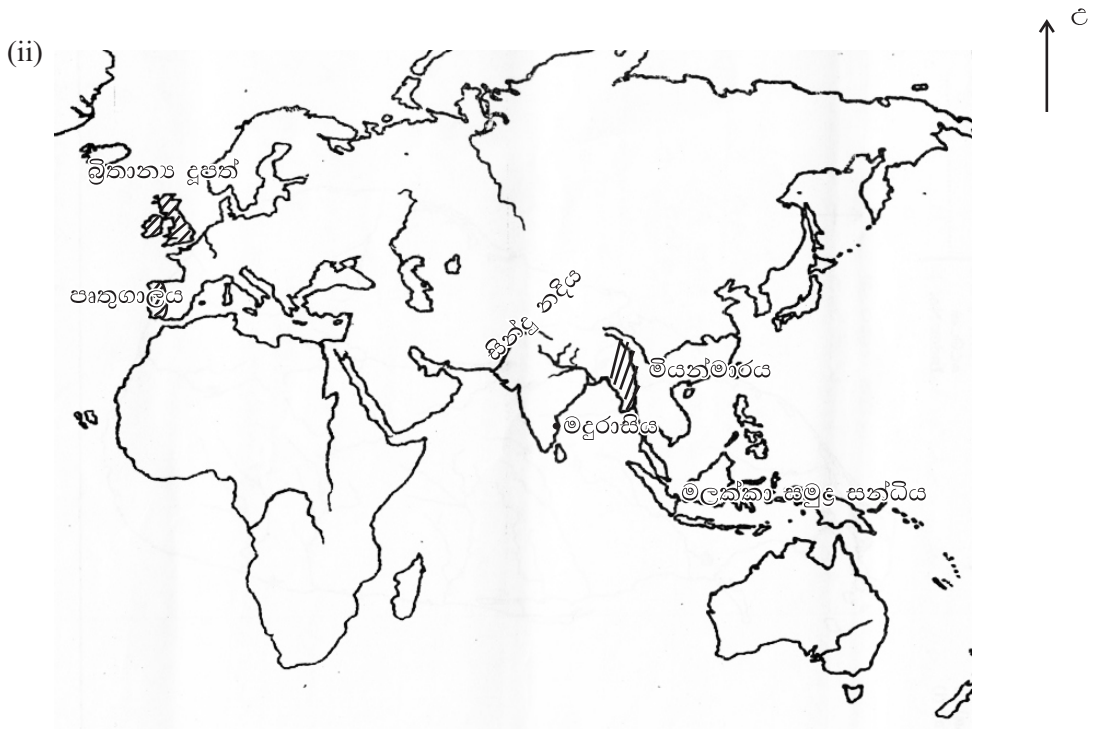 උ
(ii)
බ්‍රිතාන්‍ය දූපත්
පෘතුගාලය
සින්දු නදිය
මියන්මාරය
මදුරාසිය
මලක්කා සමුද්‍ර සන්ධිය